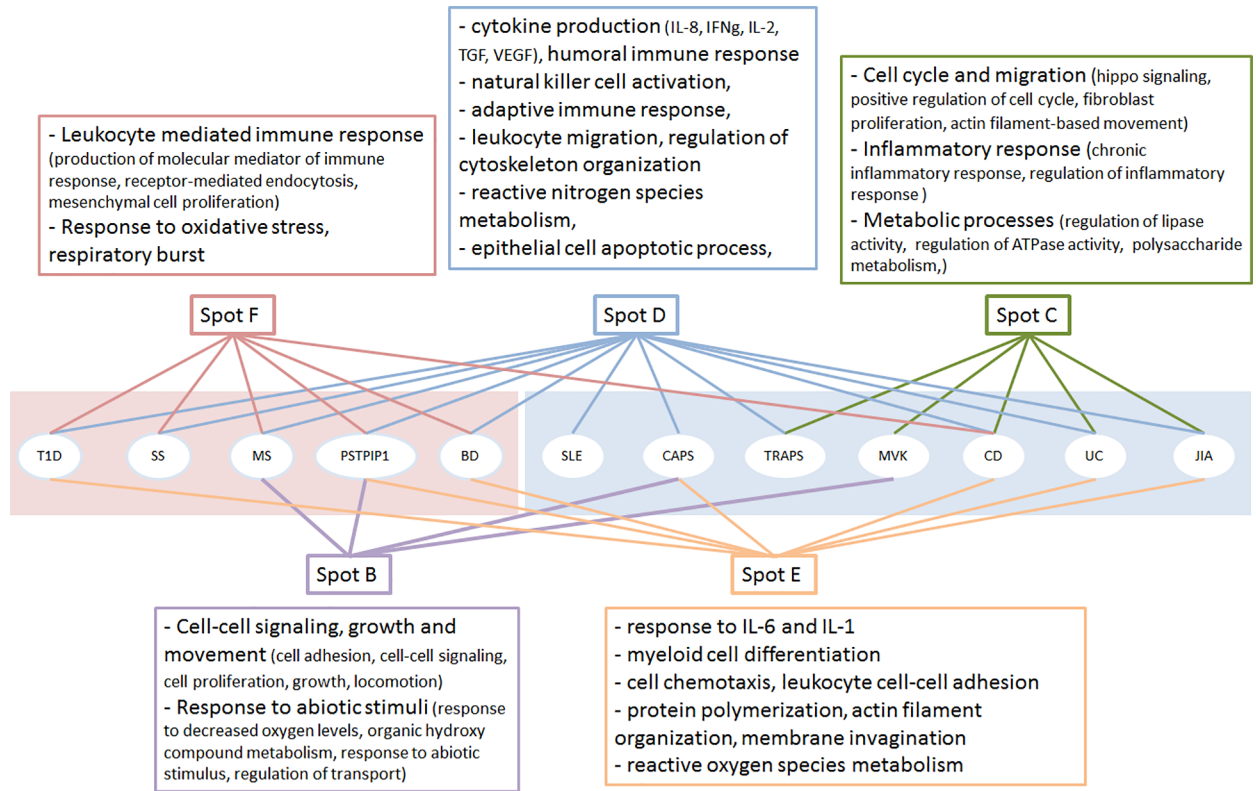 - Leukocyte mediated immune response
(production of molecular mediator of immune
response, receptor-mediated endocytosis,
mesenchymal cell proliferation)
- Response to oxidative stress,
respiratory burst
- cytokine production (IL-8, IFNg, IL-2,
TGF, VEGF), humoral immune response
- natural killer cell activation,
- adaptive immune response,
- leukocyte migration, regulation of
cytoskeleton organization
- reactive nitrogen species
metabolism,
- epithelial cell apoptotic process,
- Cell cycle and migration (hippo signaling,
positive regulation of cell cycle, fibroblast
proliferation, actin filament-based movement)
- Inflammatory response (chronic
inflammatory response, regulation of inflammatory
response )
- Metabolic processes (regulation of lipase
activity, regulation of ATPase activity, polysaccharide
metabolism,)
Spot F
Spot D
Spot C
T1D
SS
MS
PSTPIP1
BD
SLE
CAPS
TRAPS
MVK
CD
UC
JIA
Spot B
Spot E
- Cell-cell signaling, growth and
movement (cell adhesion, cell-cell signaling,
cell proliferation, growth, locomotion)
- Response to abiotic stimuli (response
to decreased oxygen levels, organic hydroxy
compound metabolism, response to abiotic
stimulus, regulation of transport)
- response to IL-6 and IL-1
- myeloid cell differentiation
- cell chemotaxis, leukocyte cell-cell adhesion
- protein polymerization, actin filament
organization, membrane invagination
- reactive oxygen species metabolism